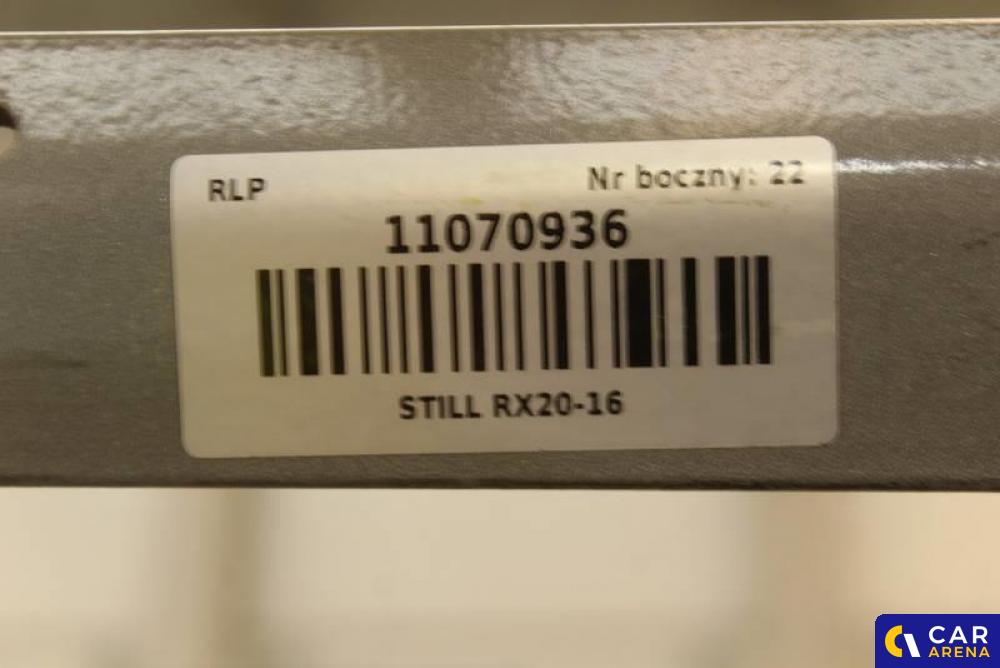 RLP
Nr boczny: 22
11070936
STILL RX20-16
CAR
ARENA